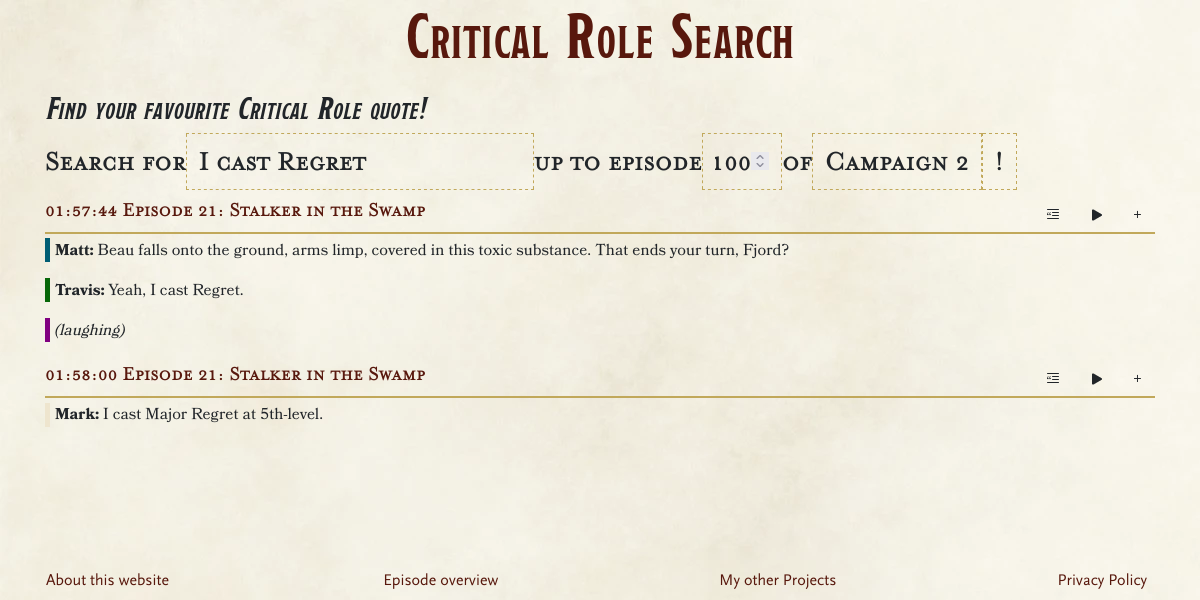 Critical Role Search
Find your favourite Critical Role quote!
Search for I cast Regret up to episode 100 of Campaign 2 !
01:57:44 Episode 21: Stalker in the Swamp
+
Matt: Beau falls onto the ground, arms limp, covered in this toxic substance. That ends your turn, Fjord?
Travis: Yeah, I cast Regret.
(laughing)
01:58:00 Episode 21: Stalker in the Swamp
+
Mark: I cast Major Regret at 5th-level.
About this website
Episode overview
My other Projects
Privacy Policy